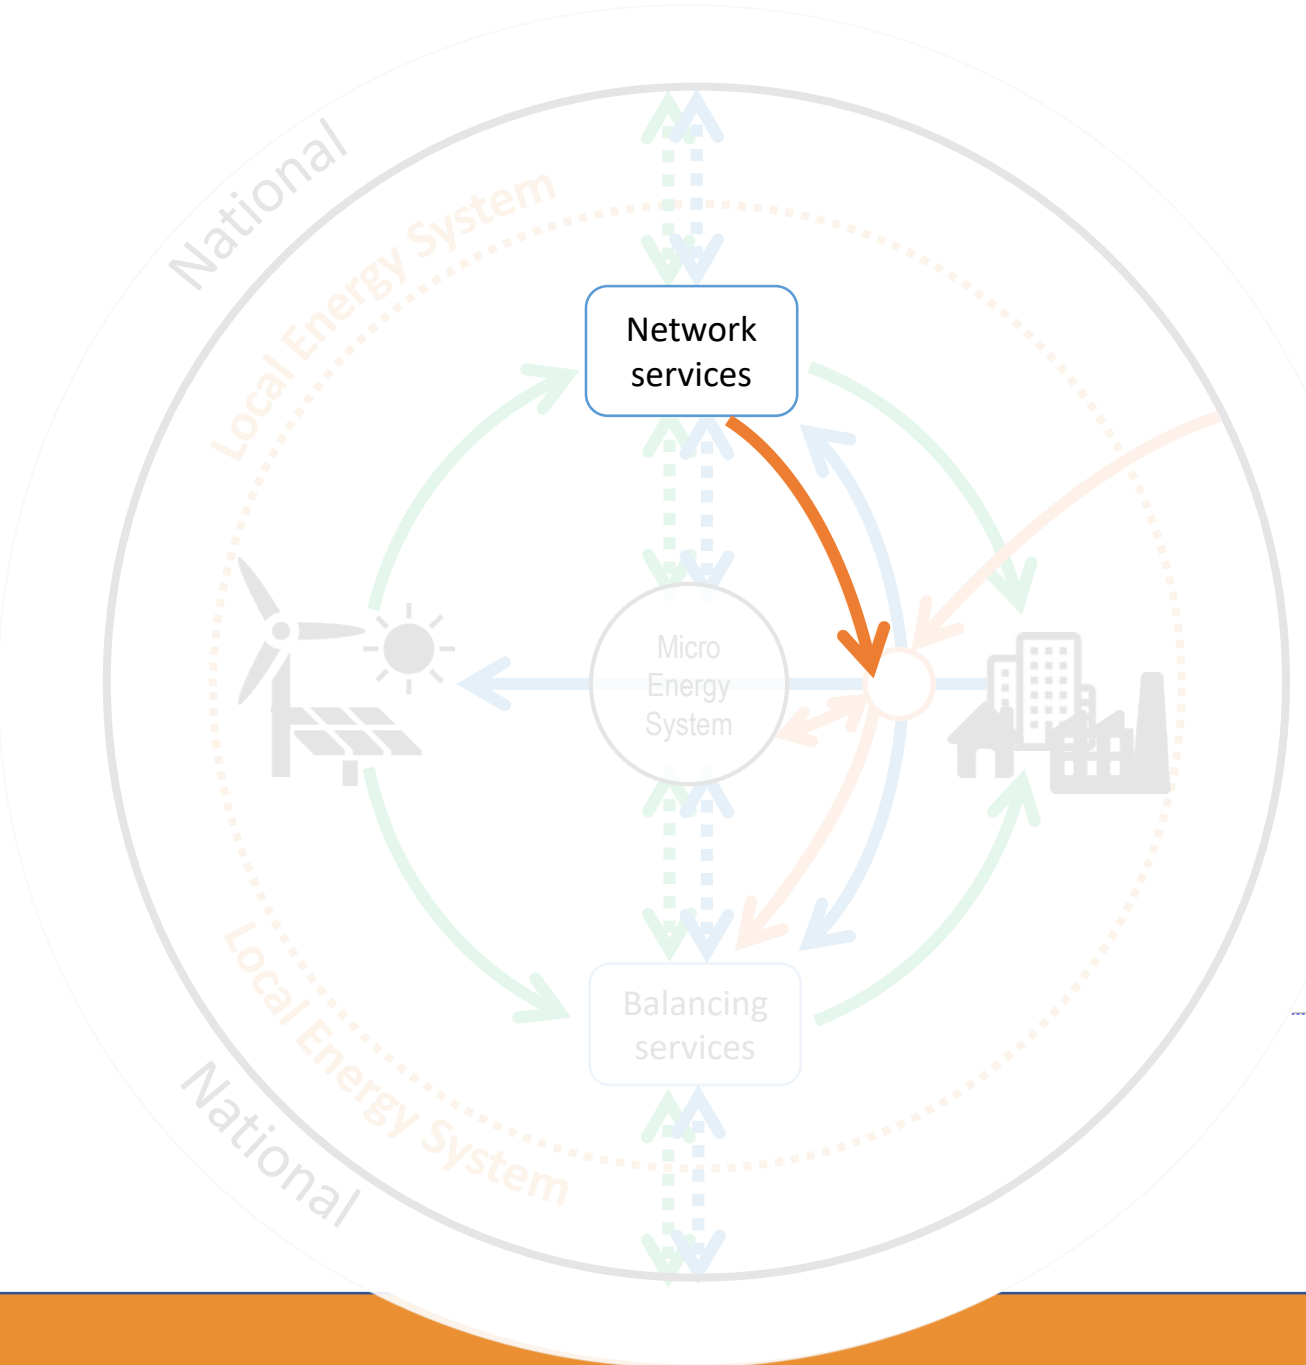 National
Local Energy System
Network
services
Micro
Energy
System
Balancing
services
Local Energy System
National